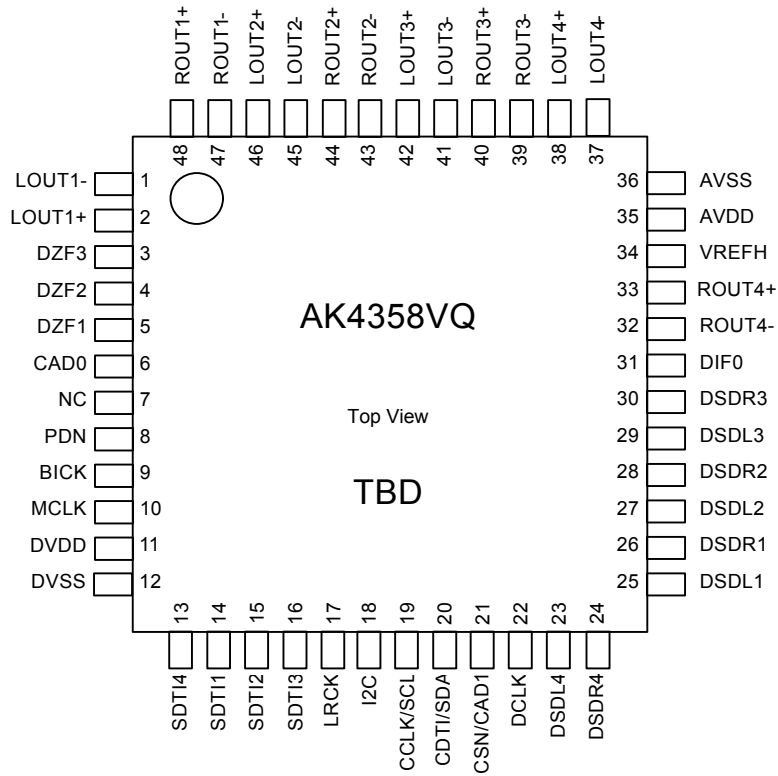 ROUT1+
ROUT1-
LOUT2+
LOUT2-
ROUT2+
ROUT2-
LOUT3+
LOUT3-
ROUT3+
ROUT3-
LOUT4+
LOUT4-
48
47
46
45
44
43
42
41
40
39
38
37
LOUT1- 1
LOUT1+ 2
DZF3 3
DZF2 4
DZF1 5
CAD0 6
NC 7
PDN 8
BICK 9
MCLK 10
DVDD 11
DVSS 12
AK4358VQ
Top View
TBD
36 AVSS
35 AVDD
34 VREFH
33 ROUT4+
32 ROUT4-
31 DIF0
30 DSDR3
29 DSDL3
28 DSDR2
27 DSDL2
26 DSDR1
25 DSDL1
13
14
15
16
17
18
19
20
21
22
23
24
SDTI4
SDTI1
SDTI2
SDTI3
LRCK
I2C
CCLK/SCL
CDTI/SDA
CSN/CAD1
DCLK
DSDL4
DSDR4